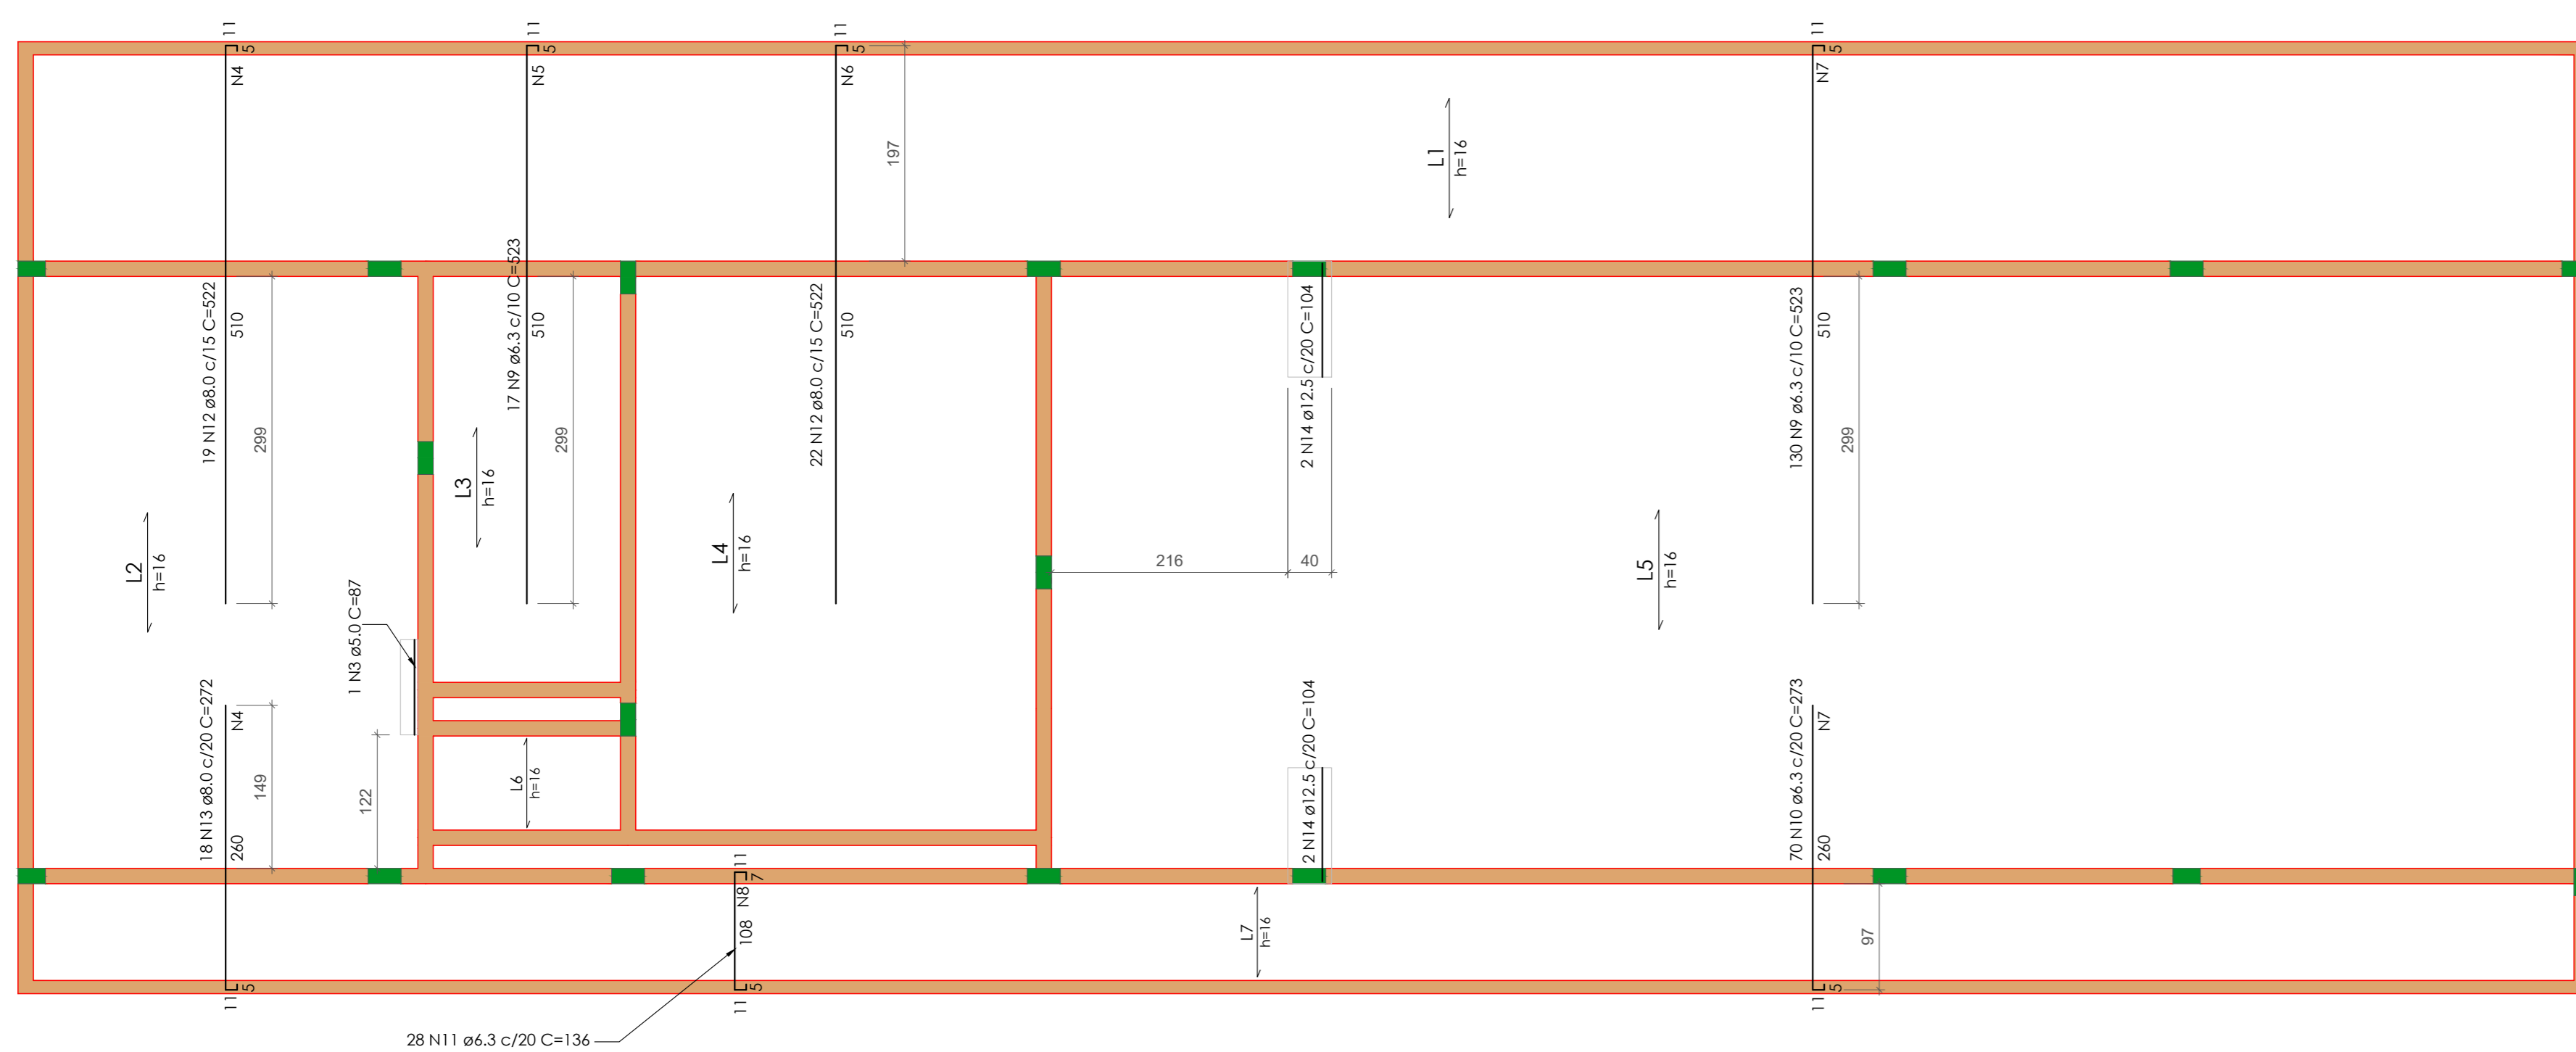 11
5
N4
11
5
N5
11
5
N6
197
L1
h=16
11
5
N7
19 N12 ø8.0 c/15 C=522
510
299
17 N9 ø6.3 c/10 C=523
510
299
22 N12 ø8.0 c/15 C=522
510
2 N14 ø12.5 c/20 C=104
130 N9 ø6.3 c/10 C=523
510
299
L2
h=16
L3
h=16
L4
h=16
216
40
L5
h=16
1 N3 ø5.0 C=87
18 N13 ø8.0 c/20 C=272
N4
260
149
122
L6
h=16
2 N14 ø12.5 c/20 C=104
70 N10 ø6.3 c/20 C=273
N7
260
11
7
N8
108
L7
h=16
97
11
5
11
5
11
5
28 N11 ø6.3 c/20 C=136